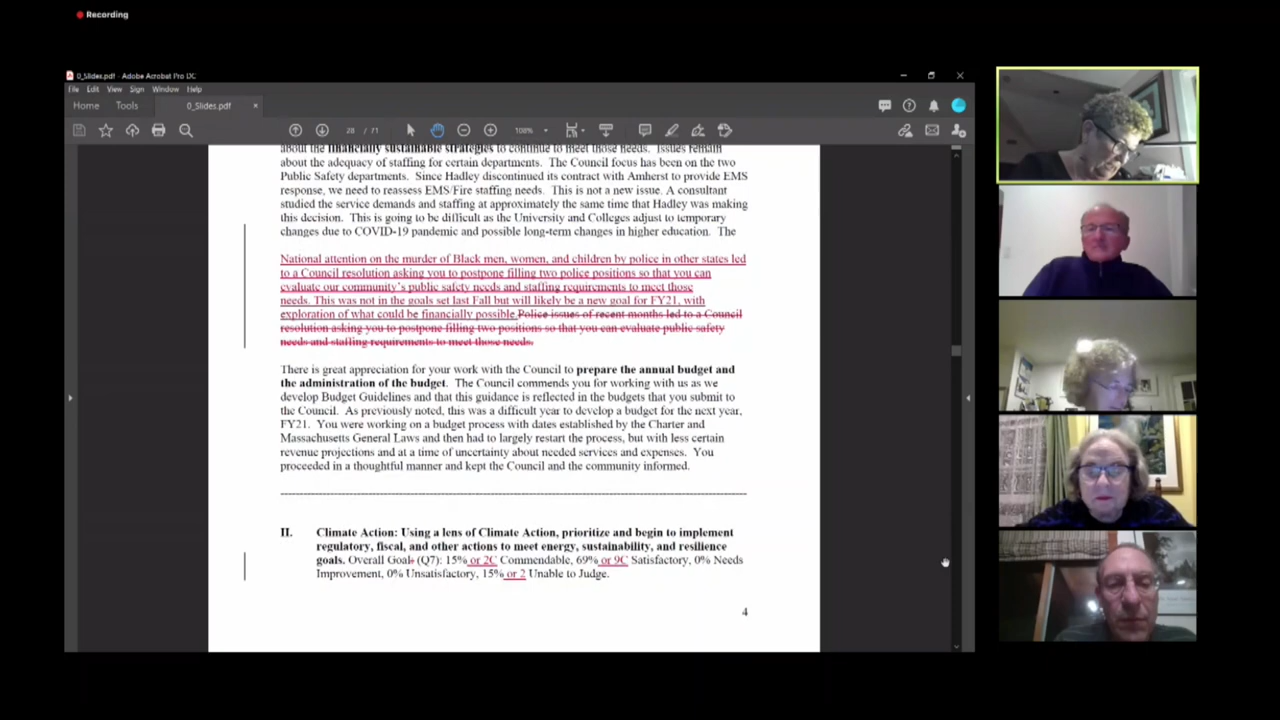 Recording
0_Slides.pdf - Adobe Acrobat Pro DC
File Edit View Sign Window Help
Home Tools 0_Slides.pdf ×
28 / 71 108%
about the financially sustainable strategies to continue to meet those needs. Issues remain
about the adequacy of staffing for certain departments. The Council focus has been on the two
Public Safety departments. Since Hadley discontinued its contract with Amherst to provide EMS
response, we need to reassess EMS/Fire staffing needs. This is not a new issue. A consultant
studied the service demands and staffing at approximately the same time that Hadley was making
this decision. This is going to be difficult as the University and Colleges adjust to temporary
changes due to COVID-19 pandemic and possible long-term changes in higher education. The
National attention on the murder of Black men, women, and children by police in other states led
to a Council resolution asking you to postpone filling two police positions so that you can
evaluate our community's public safety needs and staffing requirements to meet those
needs. This was not in the goals set last Fall but will likely be a new goal for FY21, with
exploration of what could be financially possible.Police issues of recent months led to a Council
resolution asking you to postpone filling two positions so that you can evaluate public safety
needs and staffing requirements to meet those needs.
There is great appreciation for your work with the Council to prepare the annual budget and
the administration of the budget. The Council commends you for working with us as we
develop Budget Guidelines and that this guidance is reflected in the budgets that you submit to
the Council. As previously noted, this was a difficult year to develop a budget for the next year,
FY21. You were working on a budget process with dates established by the Charter and
Massachusetts General Laws and then had to largely restart the process, but with less certain
revenue projections and at a time of uncertainty about needed services and expenses. You
proceeded in a thoughtful manner and kept the Council and the community informed.
II. Climate Action: Using a lens of Climate Action, prioritize and begin to implement
regulatory, fiscal, and other actions to meet energy, sustainability, and resilience
goals. Overall Goals (Q7): 15% or 2C Commendable, 69% or 9C Satisfactory, 0% Needs
Improvement, 0% Unsatisfactory, 15% or 2 Unable to Judge.
4